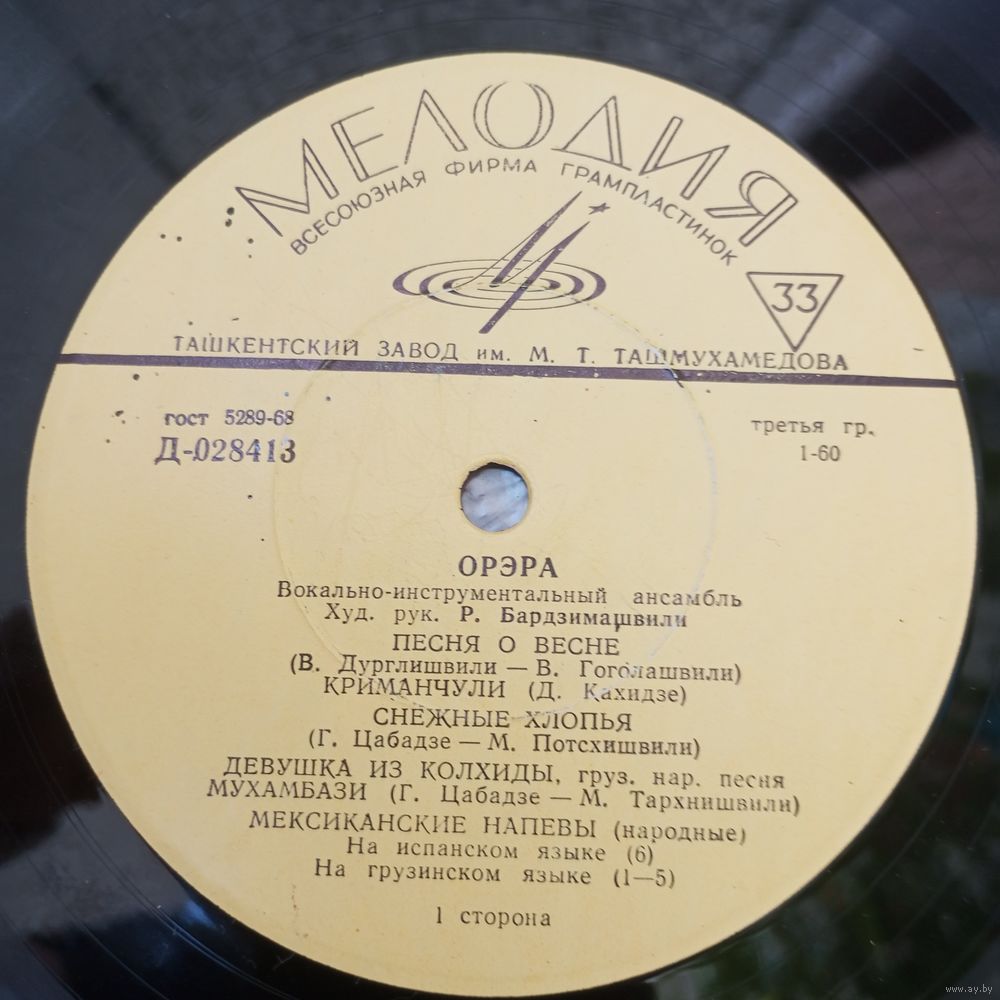 МЕЛОДИЯ
ВСЕСОЮЗНАЯ ФИРМА ГРАМПЛАСТИНОК
33
ТАШКЕНТСКИЙ ЗАВОД им. М. Т. ТАШМУХАМЕДОВА
гост 5289-68
Д-028413
третья гр.
1-60
ОРЭРА
Вокально-инструментальный ансамбль
Худ. рук. Р. Бардзимашвили
ПЕСНЯ О ВЕСНЕ
(В. Дурглишвили — В. Гоголашвили)
КРИМАНЧУЛИ (Д. Кахидзе)
СНЕЖНЫЕ ХЛОПЬЯ
(Г. Цабадзе — М. Потсхишвили)
ДЕВУШКА ИЗ КОЛХИДЫ, груз. нар. песня
МУХАМБАЗИ (Г. Цабадзе — М. Тархнишвили)
МЕКСИКАНСКИЕ НАПЕВЫ (народные)
На испанском языке (6)
На грузинском языке (1—5)
1 сторона
www.ay.by